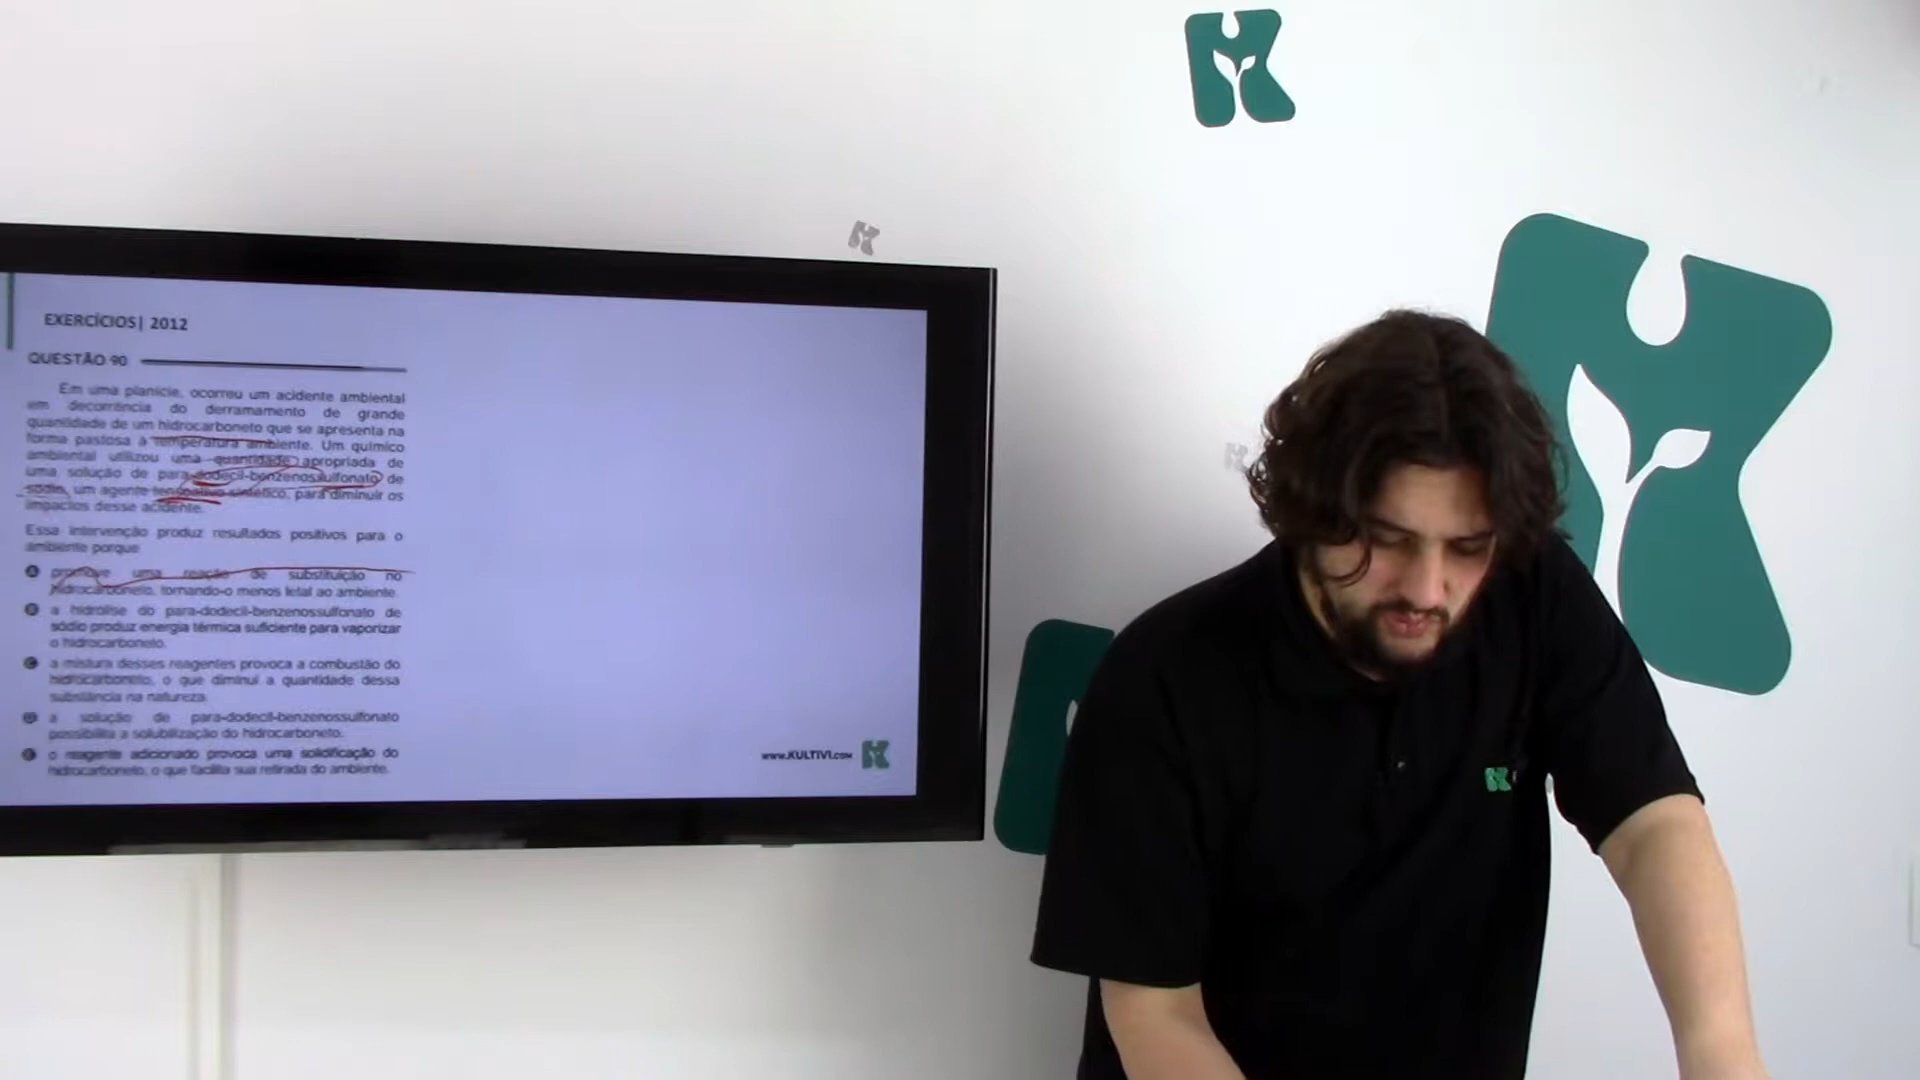 EXERCÍCIOS| 2012
QUESTÃO 90
Em uma planície, ocorreu um acidente ambiental
em decorrência do derramamento de grande
quantidade de um hidrocarboneto que se apresenta na
forma pastosa à temperatura ambiente. Um químico
ambiental utilizou uma quantidade apropriada de
uma solução de para-dodecil-benzenossulfonato de
sódio, um agente tensoativo sintético, para diminuir os
impactos desse acidente.
Essa intervenção produz resultados positivos para o
ambiente porque
A promove uma reação de substituição no
hidrocarboneto, tornando-o menos letal ao ambiente.
B a hidrólise do para-dodecil-benzenossulfonato de
sódio produz energia térmica suficiente para vaporizar
o hidrocarboneto.
C a mistura desses reagentes provoca a combustão do
hidrocarboneto, o que diminui a quantidade dessa
substância na natureza.
D a solução de para-dodecil-benzenossulfonato
possibilita a solubilização do hidrocarboneto.
E o reagente adicionado provoca uma solidificação do
hidrocarboneto, o que facilita sua retirada do ambiente.
www.KULTIVI.COM